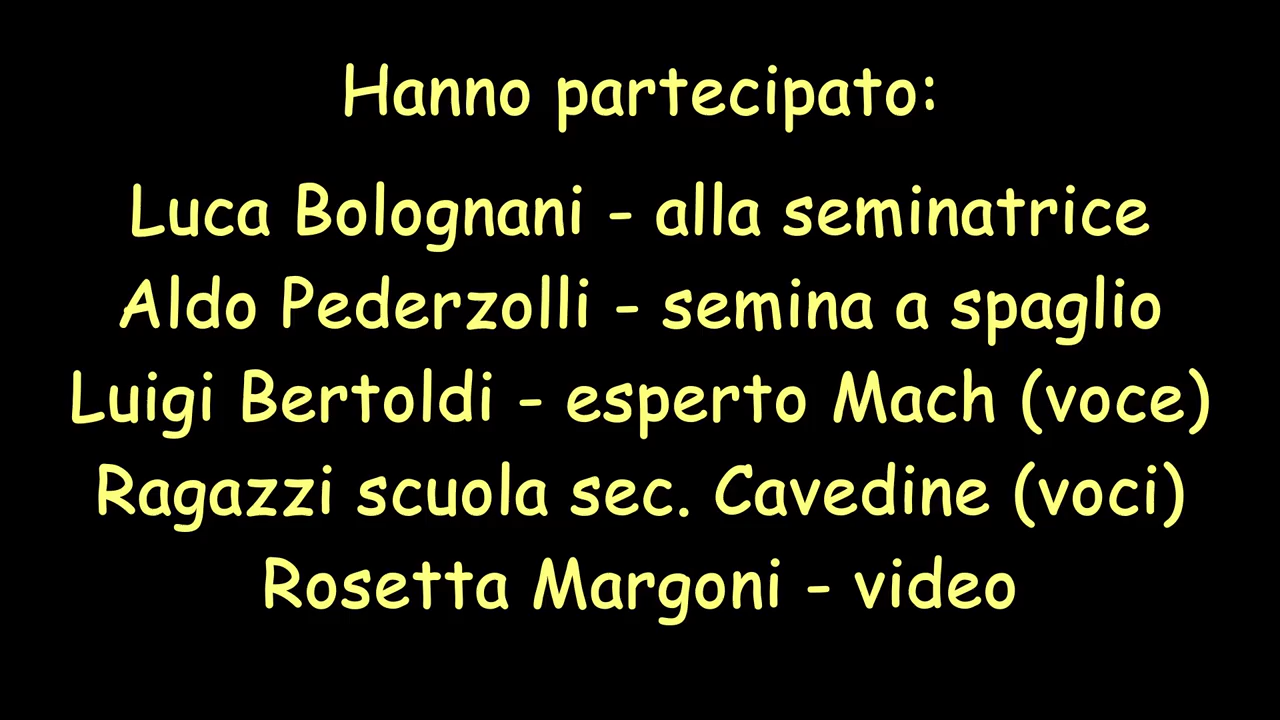 Hanno partecipato:
Luca Bolognani - alla seminatrice
Aldo Pederzolli - semina a spaglio
Luigi Bertoldi - esperto Mach (voce)
Ragazzi scuola sec. Cavedine (voci)
Rosetta Margoni - video